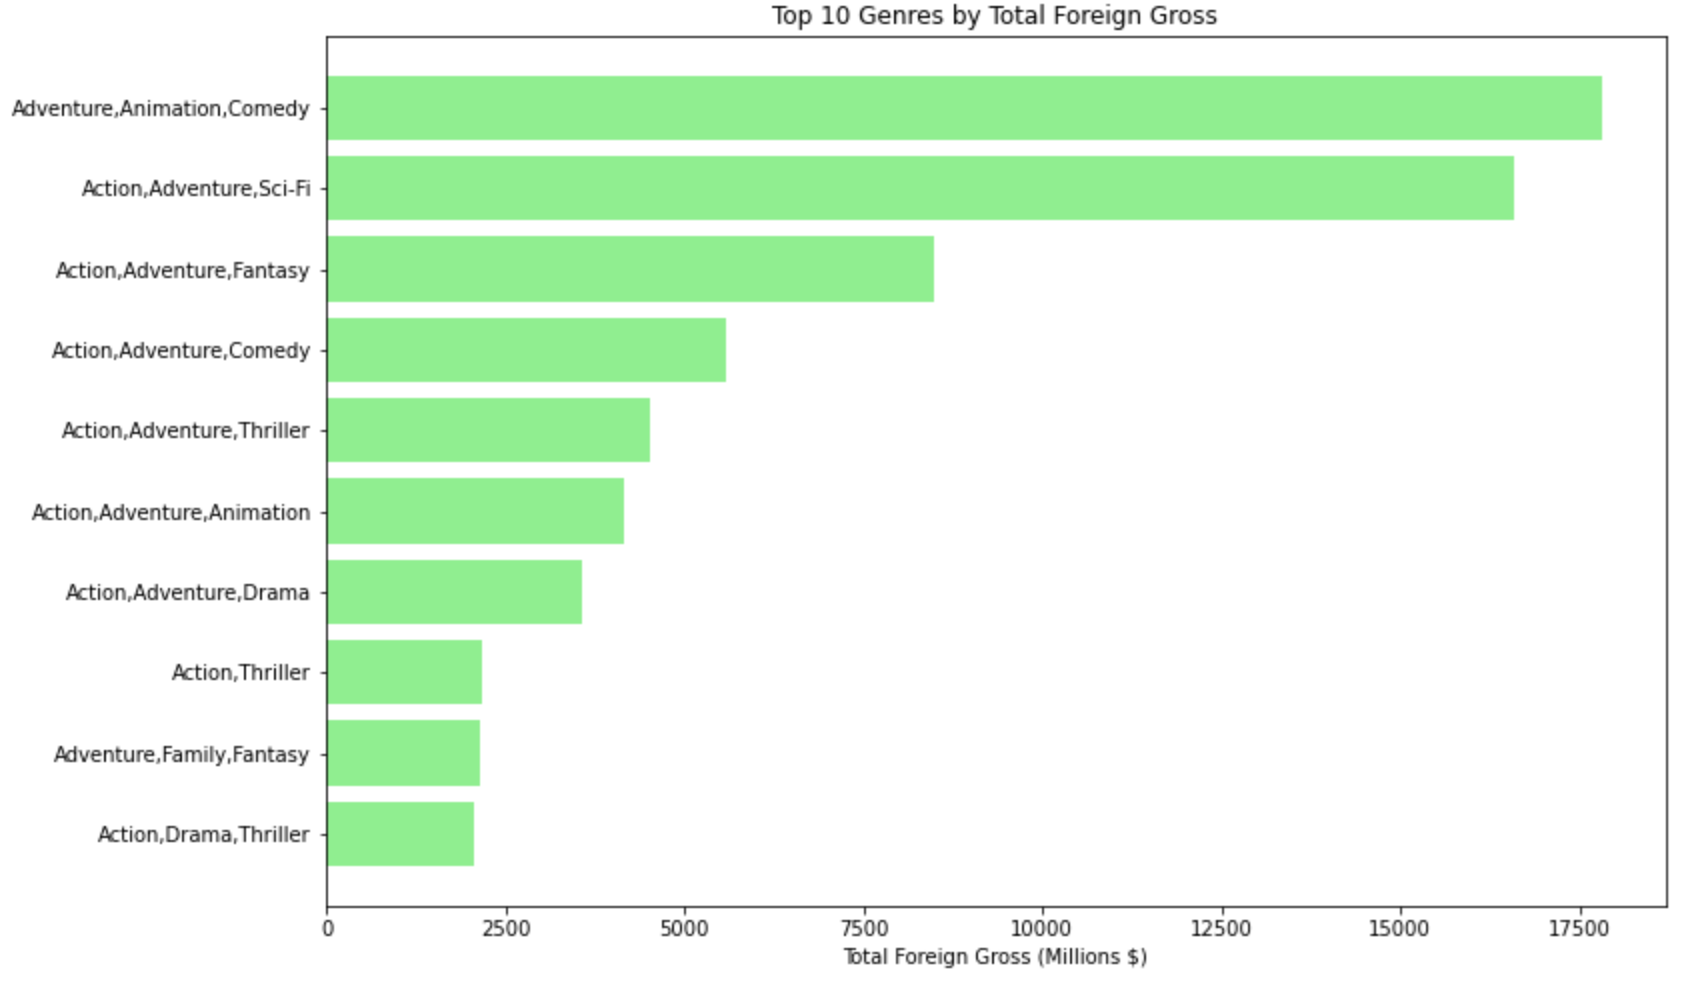 Top 10 Genres by Total Foreign Gross
Adventure,Animation,Comedy
Action,Adventure,Sci-Fi
Action,Adventure,Fantasy
Action,Adventure,Comedy
Action,Adventure,Thriller
Action,Adventure,Animation
Action,Adventure,Drama
Action,Thriller
Adventure,Family,Fantasy
Action,Drama,Thriller
0 2500 5000 7500 10000 12500 15000 17500
Total Foreign Gross (Millions $)